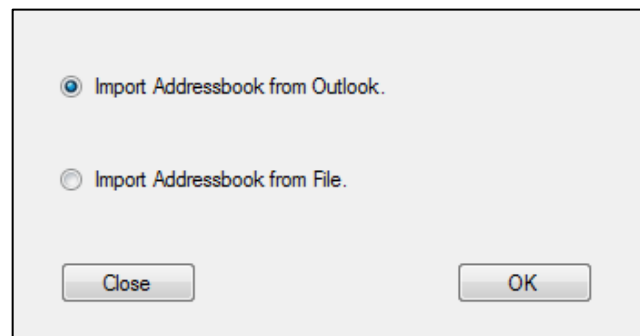 Import Addressbook from Outlook.
Import Addressbook from File.
Close OK